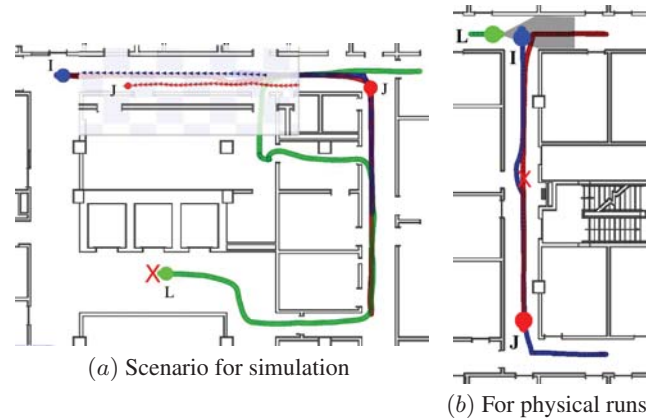 L
I
I
J
J
X
X
L
J
(a) Scenario for simulation
(b) For physical runs